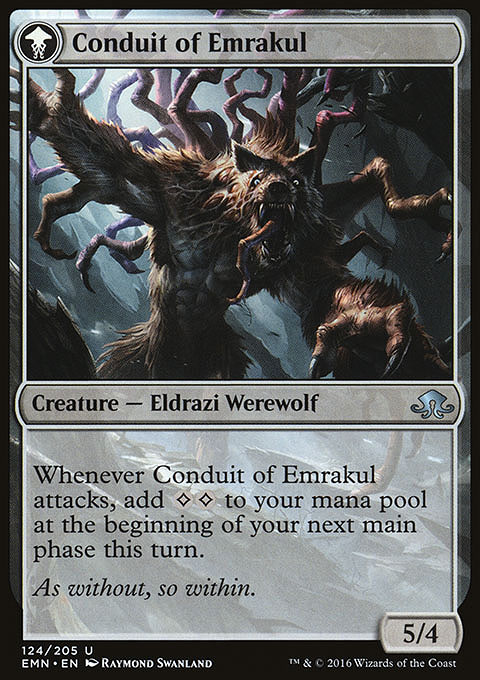 Conduit of Emrakul
Creature — Eldrazi Werewolf
Whenever Conduit of Emrakul
attacks, add ◇◇ to your mana pool
at the beginning of your next main
phase this turn.
As without, so within.
5/4
124/205 U
EMN • EN Raymond Swanland
™ & © 2016 Wizards of the Coast